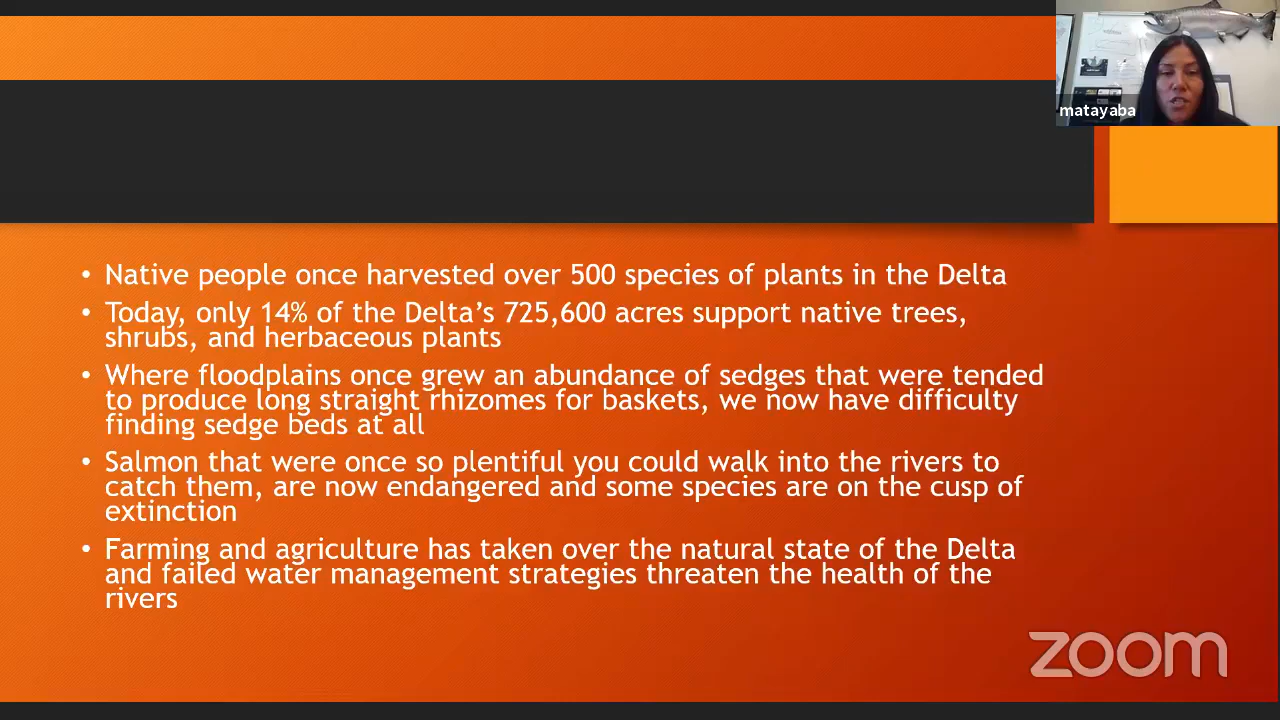 matayaba
• Native people once harvested over 500 species of plants in the Delta
• Today, only 14% of the Delta’s 725,600 acres support native trees,
shrubs, and herbaceous plants
• Where floodplains once grew an abundance of sedges that were tended
to produce long straight rhizomes for baskets, we now have difficulty
finding sedge beds at all
• Salmon that were once so plentiful you could walk into the rivers to
catch them, are now endangered and some species are on the cusp of
extinction
• Farming and agriculture has taken over the natural state of the Delta
and failed water management strategies threaten the health of the
rivers
zoom